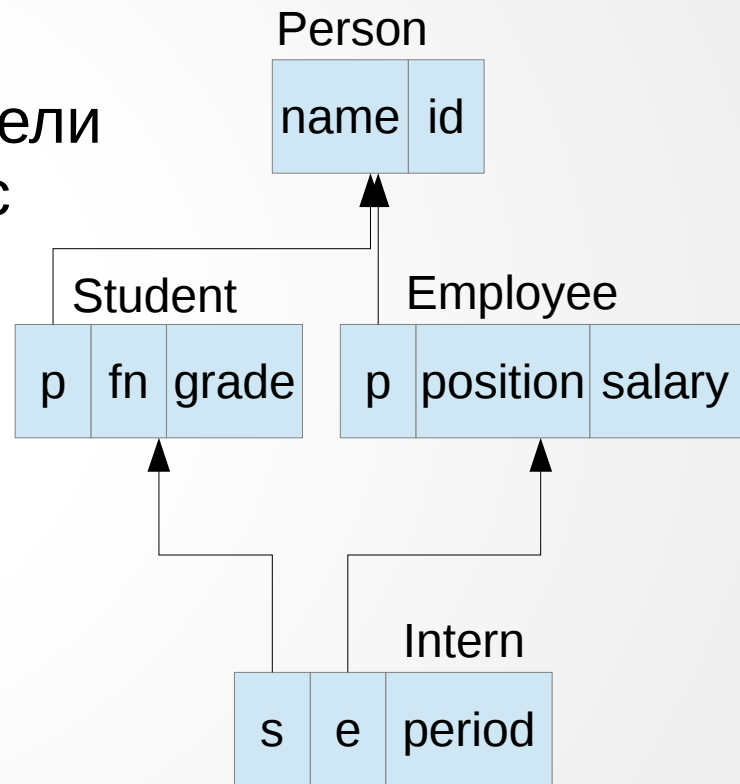 Person
name id
ели
с
Student Employee
p fn grade p position salary
Intern
s e period